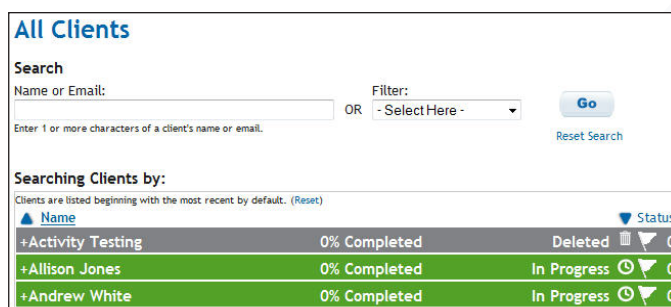 All Clients
Search
Name or Email:
Filter:
OR - Select Here - Go
Enter 1 or more characters of a client's name or email.
Reset Search
Searching Clients by:
Clients are listed beginning with the most recent by default. (Reset)
Name Status
+Activity Testing 0% Completed Deleted
+Allison Jones 0% Completed In Progress
+Andrew White 0% Completed In Progress